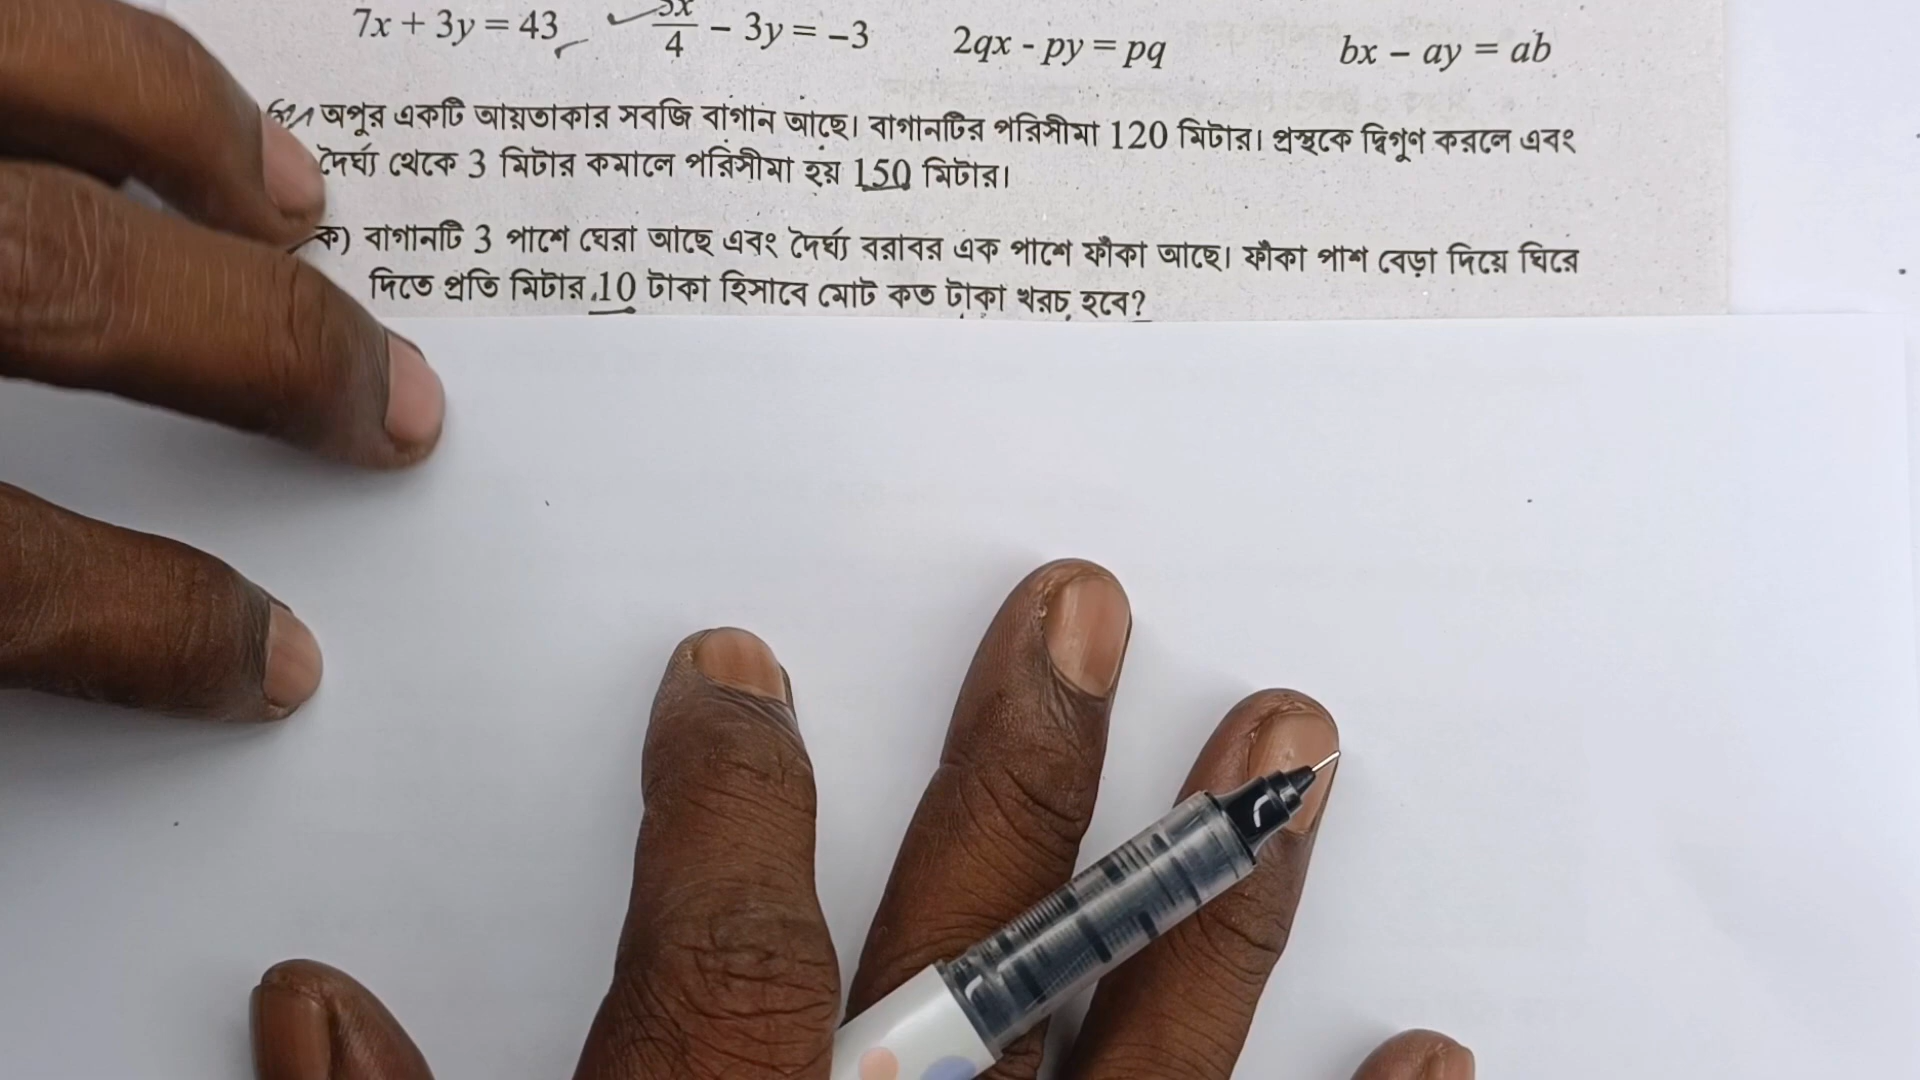 7x + 3y = 43 x/4 − 3y = −3 2qx - py = pq bx − ay = ab
অপুর একটি আয়তাকার সবজি বাগান আছে। বাগানটির পরিসীমা 120 মিটার। প্রস্থকে দ্বিগুণ করলে এবং
দৈর্ঘ্য থেকে 3 মিটার কমালে পরিসীমা হয় 150 মিটার।
ক) বাগানটি 3 পাশে ঘেরা আছে এবং দৈর্ঘ্য বরাবর এক পাশে ফাঁকা আছে। ফাঁকা পাশ বেড়া দিয়ে ঘিরে
দিতে প্রতি মিটার 10 টাকা হিসাবে মোট কত টাকা খরচ হবে?